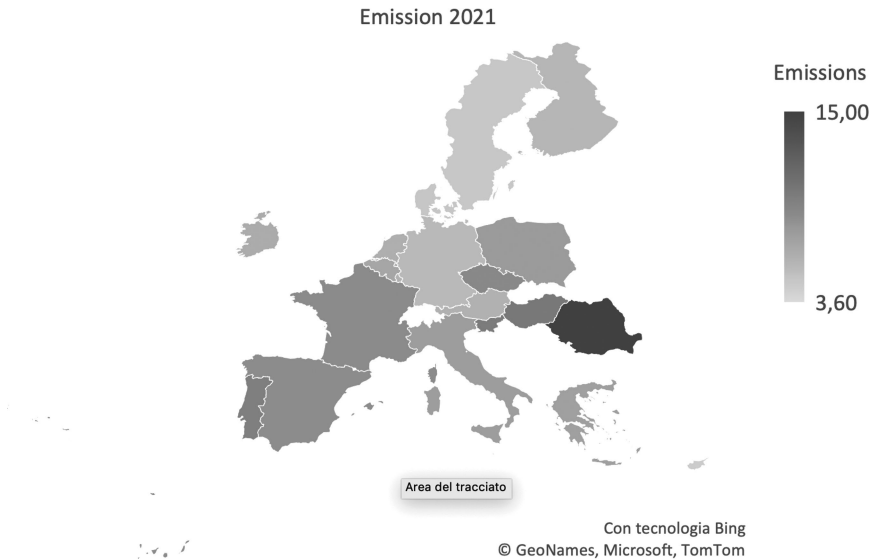 Emission 2021
Emissions
15,00
3,60
Area del tracciato
Con tecnologia Bing
© GeoNames, Microsoft, TomTom